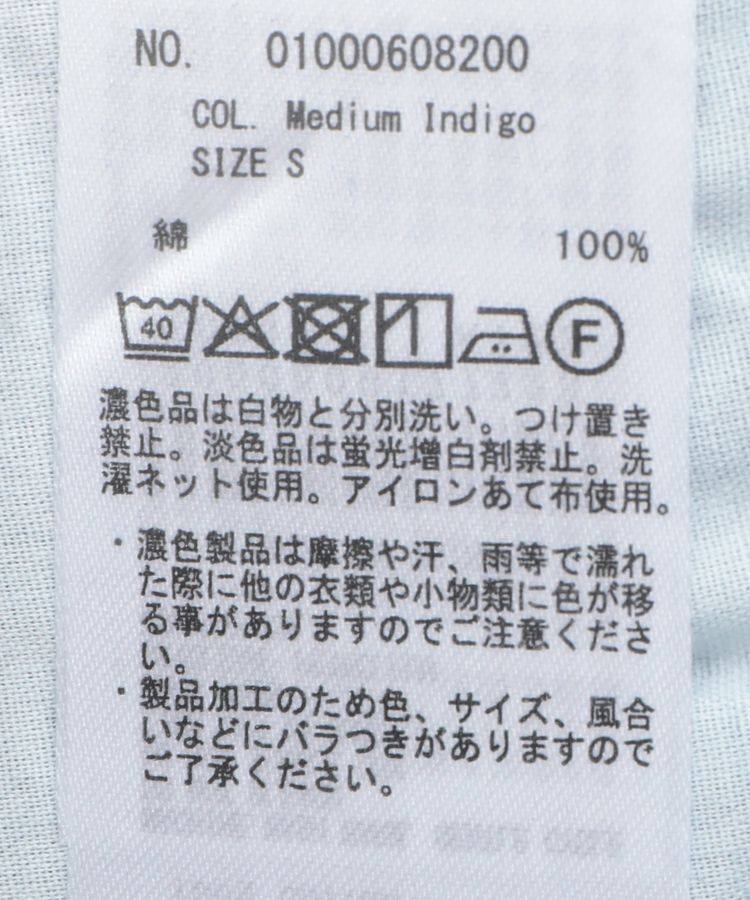 NO. 01000608200
COL. Medium Indigo
SIZE S
綿 100%
40 F
濃色品は白物と分別洗い。つけ置き
禁止。淡色品は蛍光増白剤禁止。洗
濯ネット使用。アイロンあて布使用。
・濃色製品は摩擦や汗、雨等で濡れ
た際に他の衣類や小物類に色が移
る事がありますのでご注意くださ
い。
・製品加工のため色、サイズ、風合
いなどにバラつきがありますので
ご了承ください。